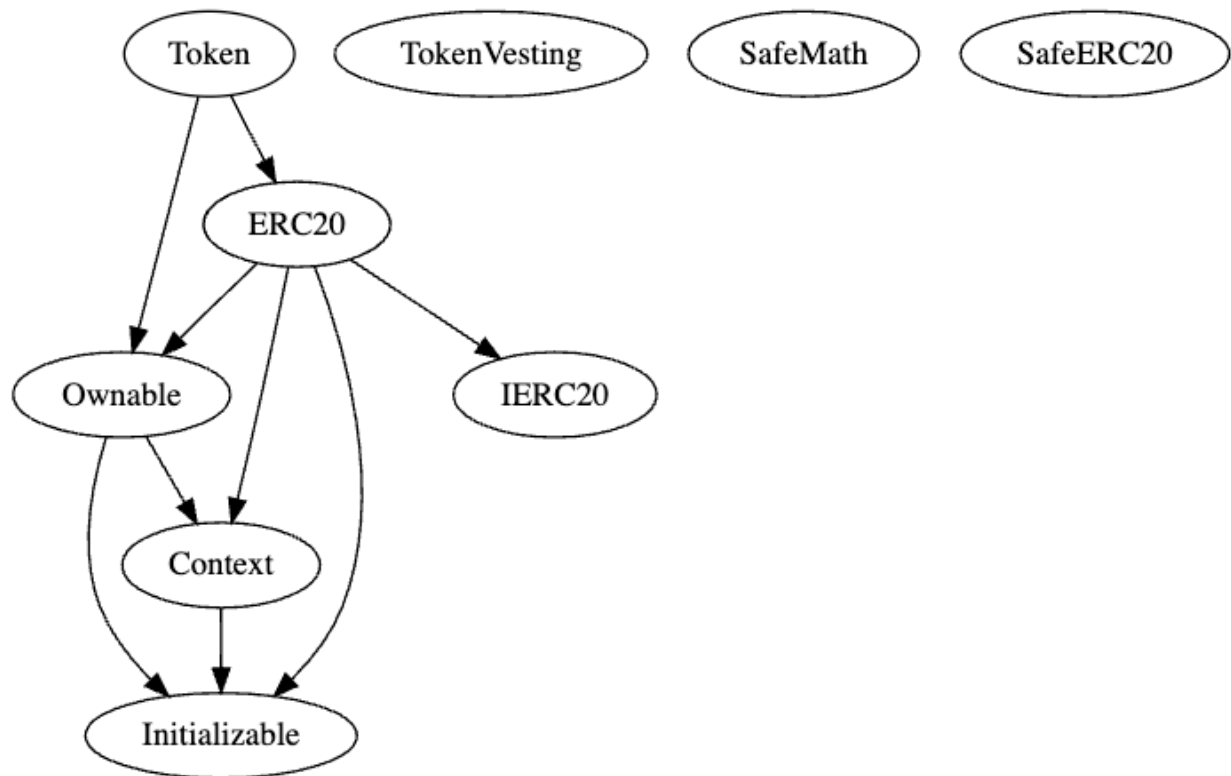 Token
TokenVesting
SafeMath
SafeERC20
ERC20
Ownable
IERC20
Context
Initializable